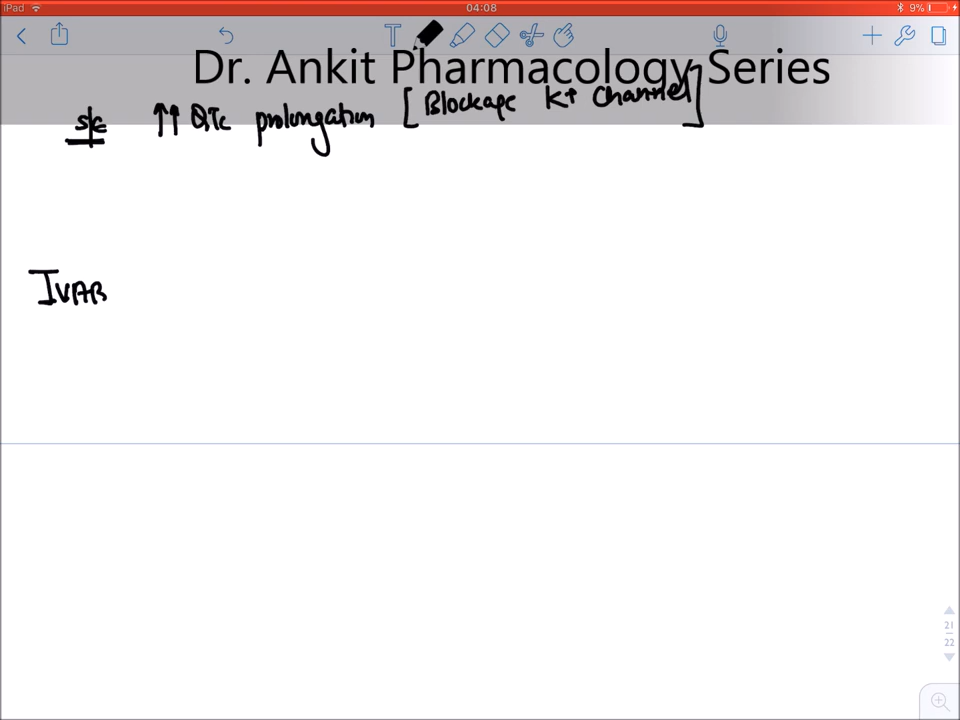 iPad 04:08 9%
Dr. Ankit Pharmacology Series
s/e ↑↑ QTc prolongation [Blockage K+ Channel]
IVAB
21
22